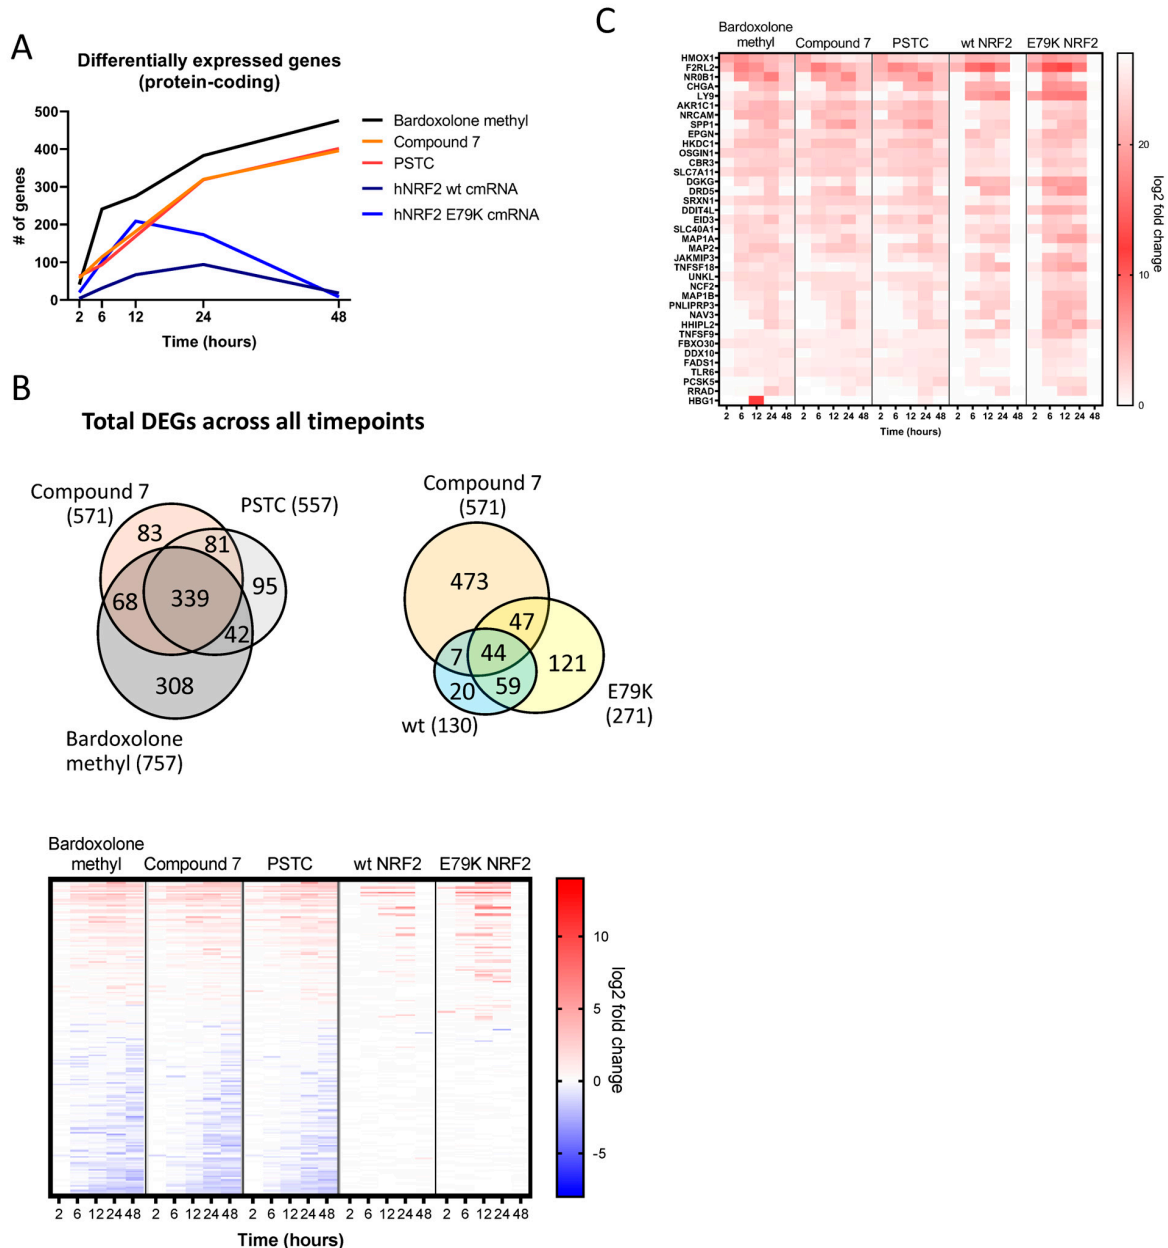 A
Differentially expressed genes
(protein-coding)
# of genes
500
400
300
200
100
0
2 6 12 24 48
Time (hours)
Bardoxolone methyl
Compound 7
PSTC
hNRF2 wt cmRNA
hNRF2 E79K cmRNA
C
Bardoxolone
methyl Compound 7 PSTC wt NRF2 E79K NRF2
HMOX1
F2RL2
NR0B1
CHGA
LY9
AKR1C1
NRCAM
SPP1
EPGN
HKDC1
OSGIN1
CBR3
SLC7A11
DGKG
DRD5
SRXN1
DDIT4L
EID3
SLC40A1
MAP1A
MAP2
JAKMIP3
TNFSF18
UNKL
NCF2
MAP1B
PNLIPRP3
NAV3
HHIPL2
TNFSF9
FBXO30
DDX10
FADS1
TLR6
PCSK5
RRAD
HBG1
2 6 12 24 48 2 6 12 24 48 2 6 12 24 48 2 6 12 24 48 2 6 12 24 48
Time (hours)
20
10
0
log2 fold change
B
Total DEGs across all timepoints
Compound 7
(571)
PSTC (557)
83
81
95
68
339
42
308
Bardoxolone
methyl (757)
Compound 7
(571)
473
47
7
44
121
20
59
wt (130)
E79K
(271)
Bardoxolone
methyl Compound 7 PSTC wt NRF2 E79K NRF2
2 6 12 24 48 2 6 12 24 48 2 6 12 24 48 2 6 12 24 48 2 6 12 24 48
Time (hours)
10
5
0
-5
log2 fold change